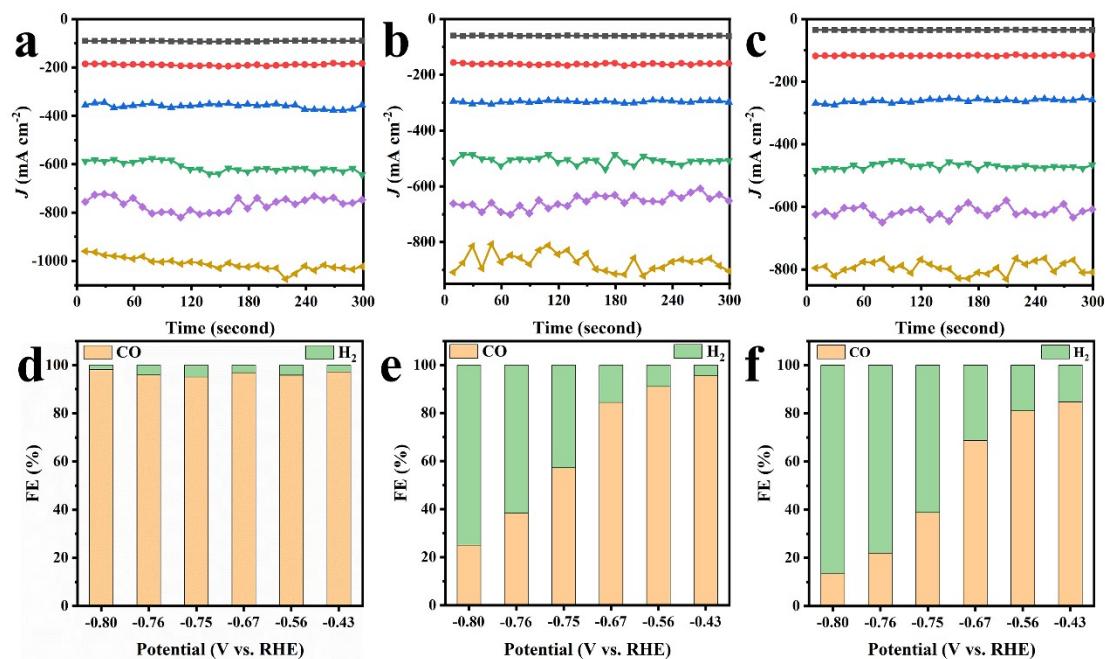 a
0
-200
-400
-600
-800
-1000
J (mA cm⁻²)
0 60 120 180 240 300
Time (second)
b
0
-200
-400
-600
-800
J (mA cm⁻²)
0 60 120 180 240 300
Time (second)
c
0
-200
-400
-600
-800
J (mA cm⁻²)
0 60 120 180 240 300
Time (second)
d
CO H₂
100
80
60
40
20
0
FE (%)
-0.80 -0.76 -0.75 -0.67 -0.56 -0.43
Potential (V vs. RHE)
e
CO H₂
100
80
60
40
20
0
FE (%)
-0.80 -0.76 -0.75 -0.67 -0.56 -0.43
Potential (V vs. RHE)
f
CO H₂
100
80
60
40
20
0
FE (%)
-0.80 -0.76 -0.75 -0.67 -0.56 -0.43
Potential (V vs. RHE)